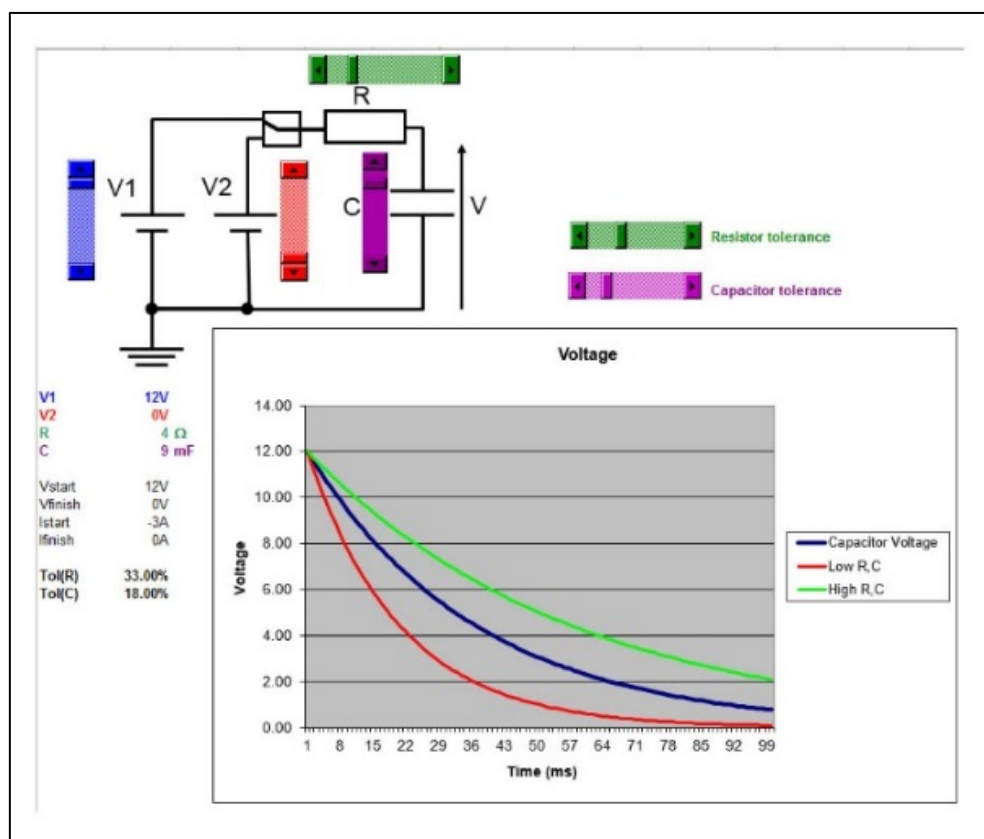 R
V1
V2
C
V
Resistor tolerance
Capacitor tolerance
V1 12V
V2 0V
R 4 Ω
C 9 mF
Vstart 12V
Vfinish 0V
Istart -3A
Ifinish 0A
Tol(R) 33.00%
Tol(C) 18.00%
Voltage
14.00
12.00
10.00
8.00
6.00
4.00
2.00
0.00
Voltage
1 8 15 22 29 36 43 50 57 64 71 78 85 92 99
Time (ms)
Capacitor Voltage
Low R,C
High R,C